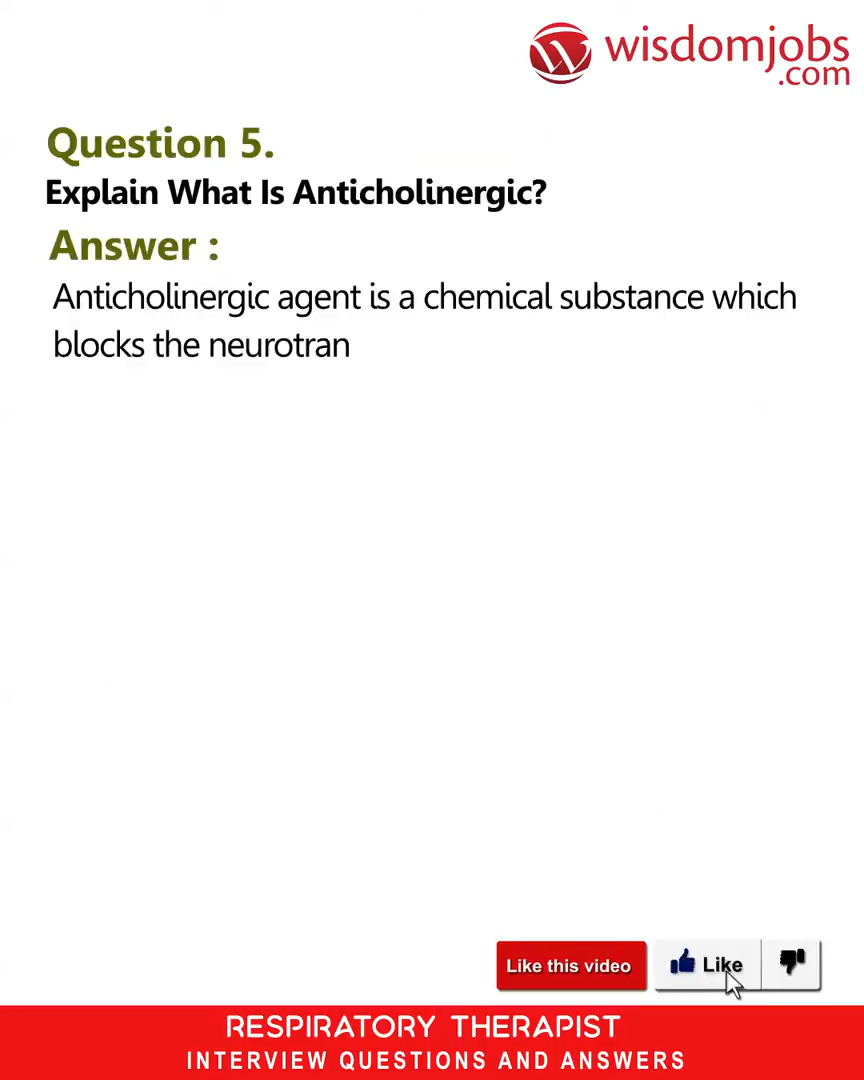 wisdomjobs
.com
Question 5.
Explain What Is Anticholinergic?
Answer :
Anticholinergic agent is a chemical substance which
blocks the neurotran
Like this video
Like
RESPIRATORY THERAPIST
INTERVIEW QUESTIONS AND ANSWERS